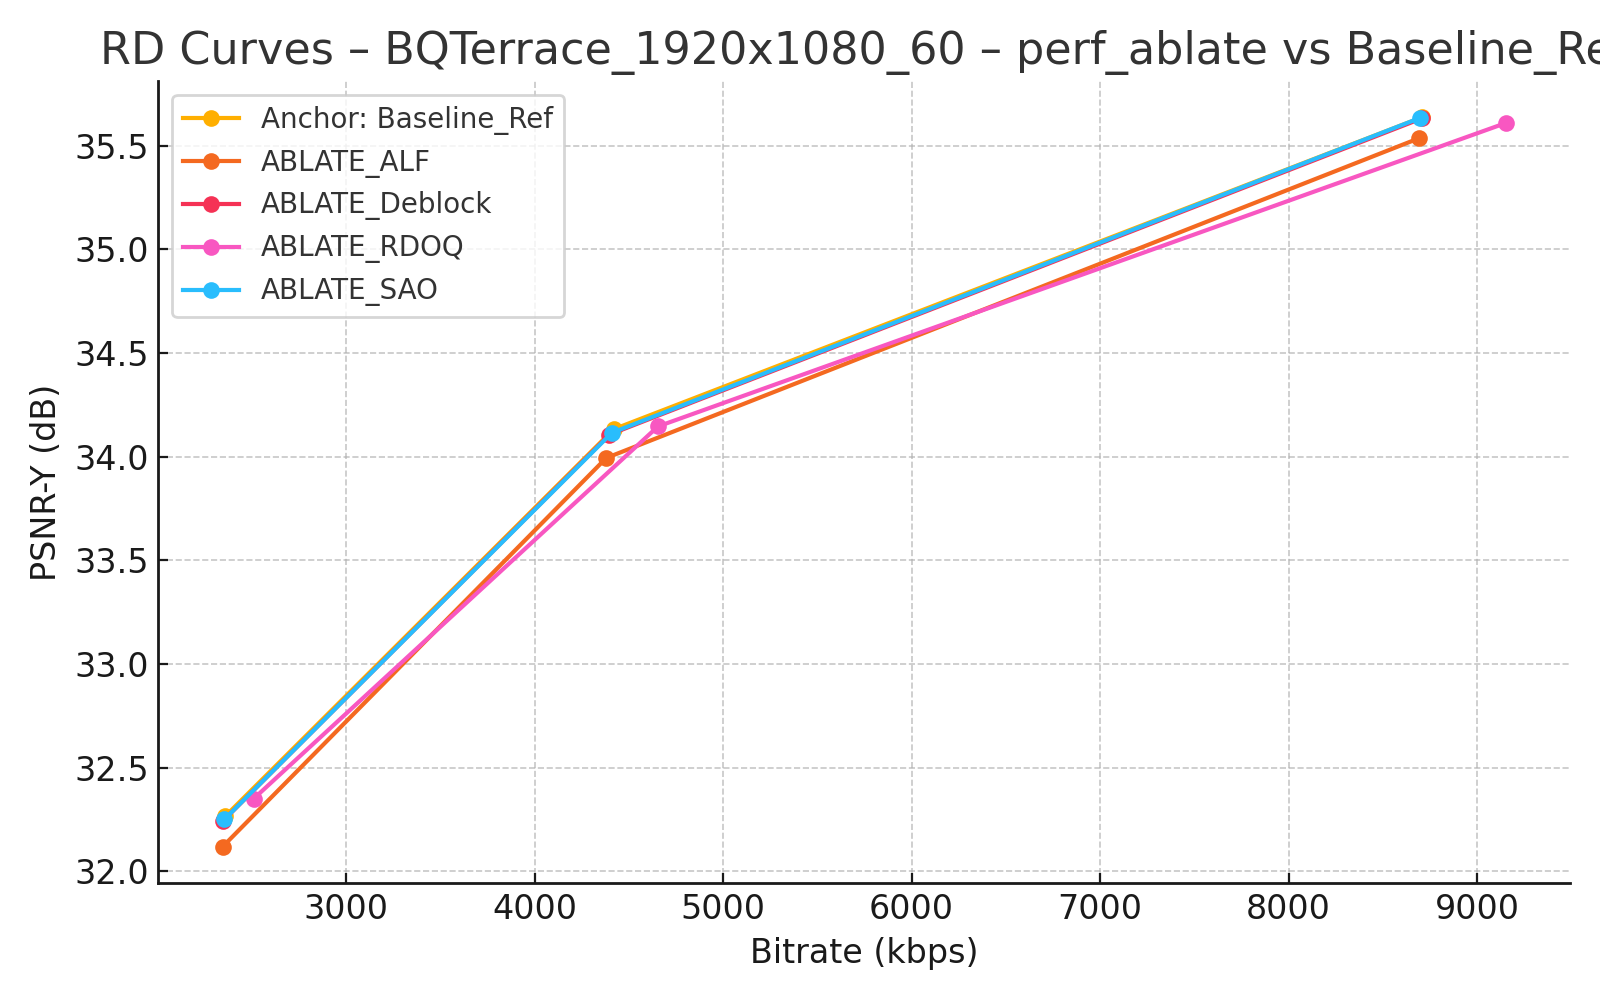 RD Curves – BQTerrace_1920x1080_60 – perf_ablate vs Baseline_Re
Anchor: Baseline_Ref
ABLATE_ALF
ABLATE_Deblock
ABLATE_RDOQ
ABLATE_SAO
PSNR-Y (dB)
35.5
35.0
34.5
34.0
33.5
33.0
32.5
32.0
3000 4000 5000 6000 7000 8000 9000
Bitrate (kbps)